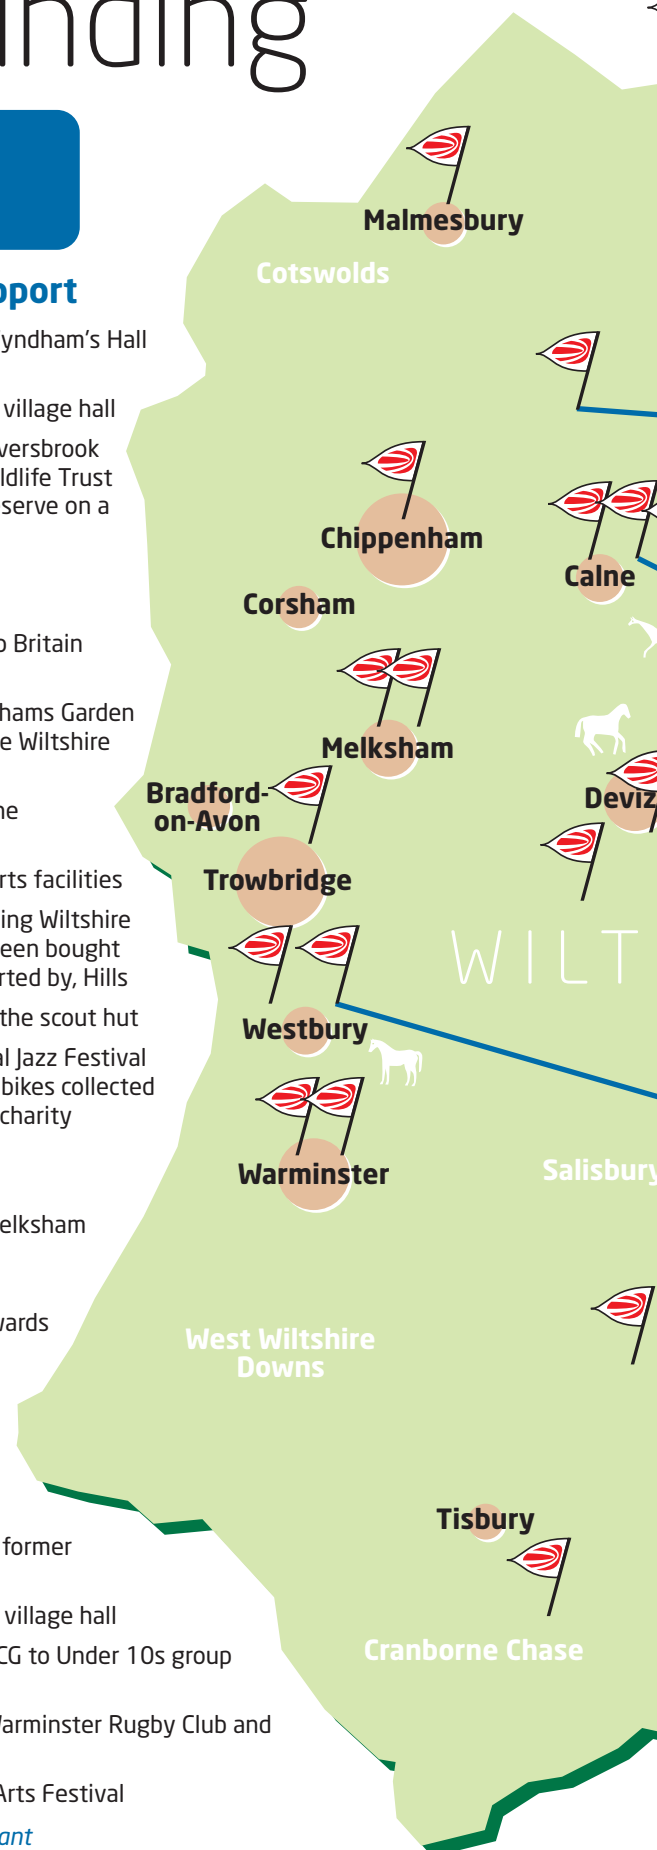 nding
pport
yndham's Hall
village hall
versbrook
ldlife Trust
serve on a
o Britain
hams Garden
e Wiltshire
ne
rts facilities
ing Wiltshire
een bought
rted by, Hills
the scout hut
al Jazz Festival
bikes collected
charity
elksham
wards
former
village hall
CG to Under 10s group
Warminster Rugby Club and
Arts Festival
ant
Malmesbury
Cotswolds
Chippenham
Calne
Corsham
Melksham
Bradford-
on-Avon
Deviz
Trowbridge
WILT
Westbury
Warminster
Salisbury
West Wiltshire
Downs
Tisbury
Cranborne Chase